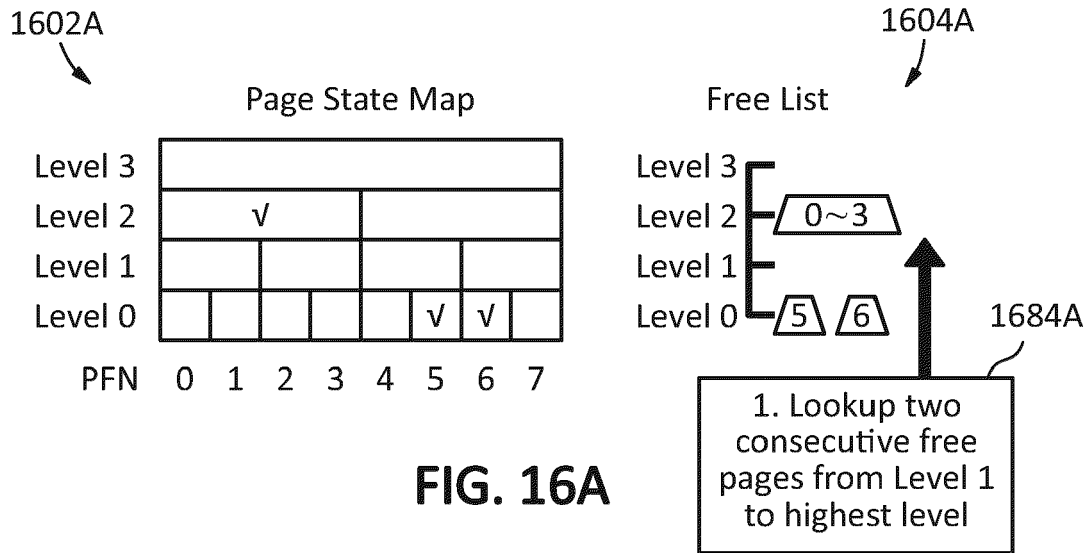 1602A
1604A
Page State Map
Free List
Level 3
Level 2
√
Level 1
Level 0
√ √
PFN 0 1 2 3 4 5 6 7
Level 3
Level 2 0~3
Level 1
Level 0 5 6
1684A
1. Lookup two
consecutive free
pages from Level 1
to highest level
FIG. 16A